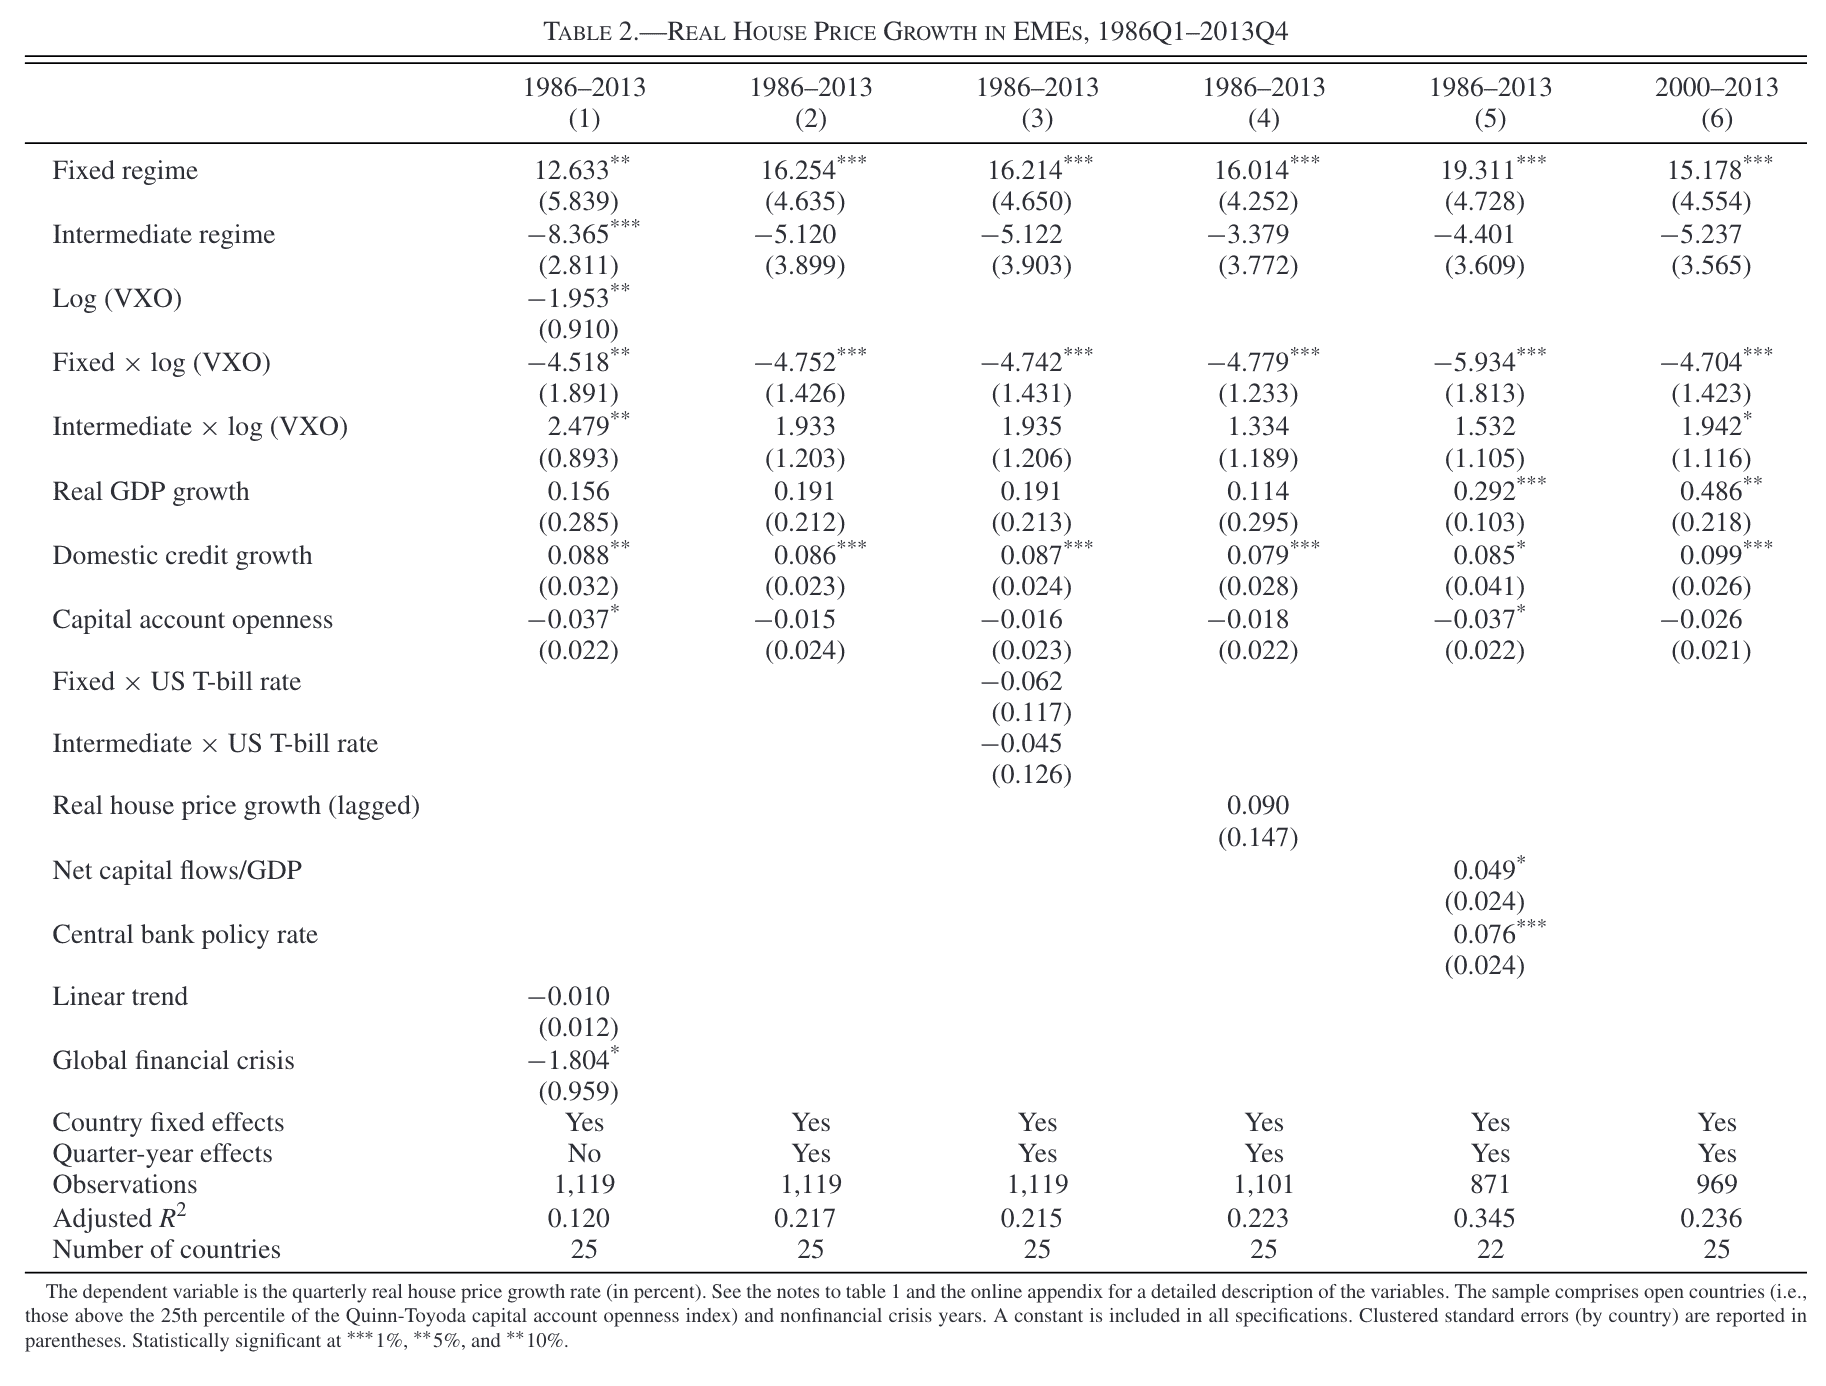 TABLE 2.—REAL HOUSE PRICE GROWTH IN EMES, 1986Q1–2013Q4
1986–2013 1986–2013 1986–2013 1986–2013 1986–2013 2000–2013
(1) (2) (3) (4) (5) (6)
Fixed regime 12.633** 16.254*** 16.214*** 16.014*** 19.311*** 15.178***
(5.839) (4.635) (4.650) (4.252) (4.728) (4.554)
Intermediate regime −8.365*** −5.120 −5.122 −3.379 −4.401 −5.237
(2.811) (3.899) (3.903) (3.772) (3.609) (3.565)
Log (VXO) −1.953**
(0.910)
Fixed × log (VXO) −4.518** −4.752*** −4.742*** −4.779*** −5.934*** −4.704***
(1.891) (1.426) (1.431) (1.233) (1.813) (1.423)
Intermediate × log (VXO) 2.479** 1.933 1.935 1.334 1.532 1.942*
(0.893) (1.203) (1.206) (1.189) (1.105) (1.116)
Real GDP growth 0.156 0.191 0.191 0.114 0.292*** 0.486**
(0.285) (0.212) (0.213) (0.295) (0.103) (0.218)
Domestic credit growth 0.088** 0.086*** 0.087*** 0.079*** 0.085* 0.099***
(0.032) (0.023) (0.024) (0.028) (0.041) (0.026)
Capital account openness −0.037* −0.015 −0.016 −0.018 −0.037* −0.026
(0.022) (0.024) (0.023) (0.022) (0.022) (0.021)
Fixed × US T-bill rate −0.062
(0.117)
Intermediate × US T-bill rate −0.045
(0.126)
Real house price growth (lagged) 0.090
(0.147)
Net capital flows/GDP 0.049*
(0.024)
Central bank policy rate 0.076***
(0.024)
Linear trend −0.010
(0.012)
Global financial crisis −1.804*
(0.959)
Country fixed effects Yes Yes Yes Yes Yes Yes
Quarter-year effects No Yes Yes Yes Yes Yes
Observations 1,119 1,119 1,119 1,101 871 969
Adjusted R² 0.120 0.217 0.215 0.223 0.345 0.236
Number of countries 25 25 25 25 22 25
The dependent variable is the quarterly real house price growth rate (in percent). See the notes to table 1 and the online appendix for a detailed description of the variables. The sample comprises open countries (i.e.,
those above the 25th percentile of the Quinn-Toyoda capital account openness index) and nonfinancial crisis years. A constant is included in all specifications. Clustered standard errors (by country) are reported in
parentheses. Statistically significant at ***1%, **5%, and **10%.